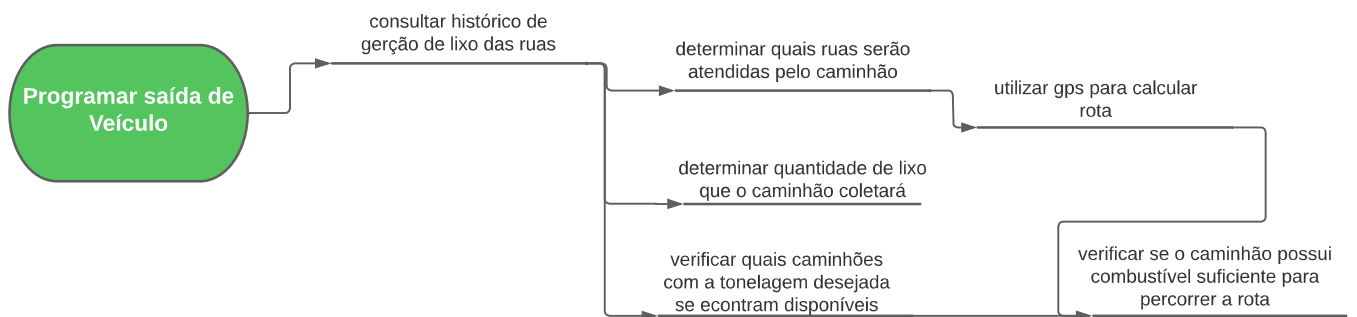 Programar saída de
Veículo
consultar histórico de
gerção de lixo das ruas
determinar quais ruas serão
atendidas pelo caminhão
utilizar gps para calcular
rota
determinar quantidade de lixo
que o caminhão coletará
verificar quais caminhões
com a tonelagem desejada
se econtram disponíveis
verificar se o caminhão possui
combustível suficiente para
percorrer a rota